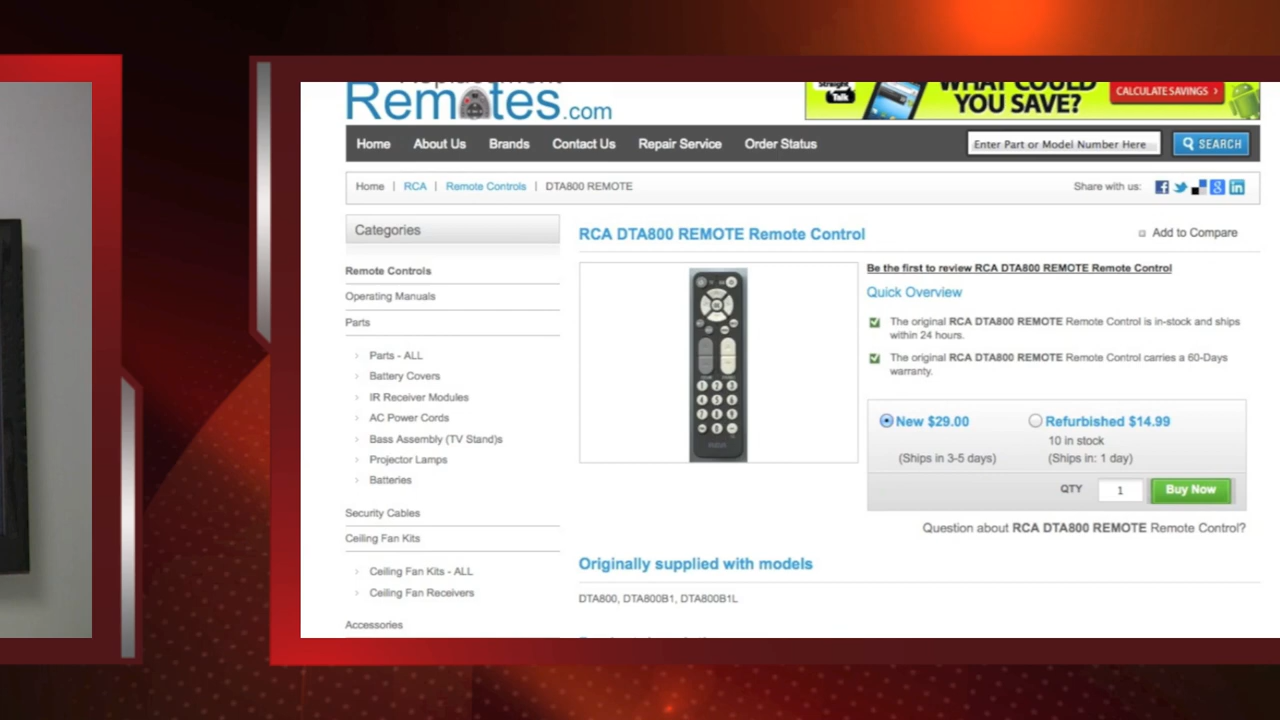 Remotes.com
Straight Talk
WHAT COULD YOU SAVE?
CALCULATE SAVINGS ›
Home About Us Brands Contact Us Repair Service Order Status
Enter Part or Model Number Here
SEARCH
Home | RCA | Remote Controls | DTA800 REMOTE
Share with us:
Categories
Remote Controls
Operating Manuals
Parts
Parts - ALL
Battery Covers
IR Receiver Modules
AC Power Cords
Bass Assembly (TV Stand)s
Projector Lamps
Batteries
Security Cables
Ceiling Fan Kits
Ceiling Fan Kits - ALL
Ceiling Fan Receivers
Accessories
RCA DTA800 REMOTE Remote Control
Add to Compare
Be the first to review RCA DTA800 REMOTE Remote Control
Quick Overview
The original RCA DTA800 REMOTE Remote Control is in-stock and ships
within 24 hours.
The original RCA DTA800 REMOTE Remote Control carries a 60-Days
warranty.
New $29.00
(Ships in 3-5 days)
Refurbished $14.99
10 in stock
(Ships in: 1 day)
QTY 1 Buy Now
Question about RCA DTA800 REMOTE Remote Control?
Originally supplied with models
DTA800, DTA800B1, DTA800B1L